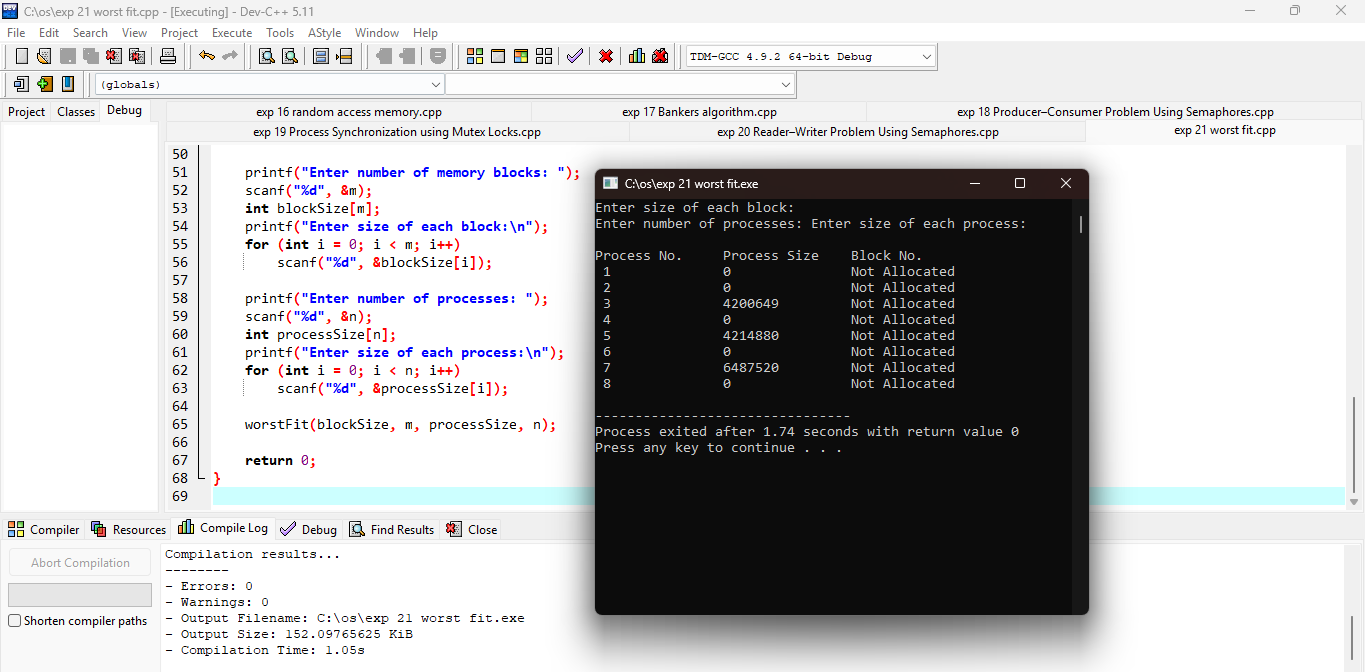 C:\os\exp 21 worst fit.cpp - [Executing] - Dev-C++ 5.11
File Edit Search View Project Execute Tools AStyle Window Help
TDM-GCC 4.9.2 64-bit Debug
(globals)
Project Classes Debug
exp 16 random access memory.cpp exp 17 Bankers algorithm.cpp exp 18 Producer–Consumer Problem Using Semaphores.cpp
exp 19 Process Synchronization using Mutex Locks.cpp exp 20 Reader–Writer Problem Using Semaphores.cpp exp 21 worst fit.cpp
50
51 printf("Enter number of memory blocks: ");
52 scanf("%d", &m);
53 int blockSize[m];
54 printf("Enter size of each block:\n");
55 for (int i = 0; i < m; i++)
56 scanf("%d", &blockSize[i]);
57
58 printf("Enter number of processes: ");
59 scanf("%d", &n);
60 int processSize[n];
61 printf("Enter size of each process:\n");
62 for (int i = 0; i < n; i++)
63 scanf("%d", &processSize[i]);
64
65 worstFit(blockSize, m, processSize, n);
66
67 return 0;
68 }
69
C:\os\exp 21 worst fit.exe
Enter size of each block:
Enter number of processes: Enter size of each process:
Process No. Process Size Block No.
1 0 Not Allocated
2 0 Not Allocated
3 4200649 Not Allocated
4 0 Not Allocated
5 4214880 Not Allocated
6 0 Not Allocated
7 6487520 Not Allocated
8 0 Not Allocated
--------------------------------
Process exited after 1.74 seconds with return value 0
Press any key to continue . . .
Compiler Resources Compile Log Debug Find Results Close
Abort Compilation
Shorten compiler paths
Compilation results...
--------
- Errors: 0
- Warnings: 0
- Output Filename: C:\os\exp 21 worst fit.exe
- Output Size: 152.09765625 KiB
- Compilation Time: 1.05s